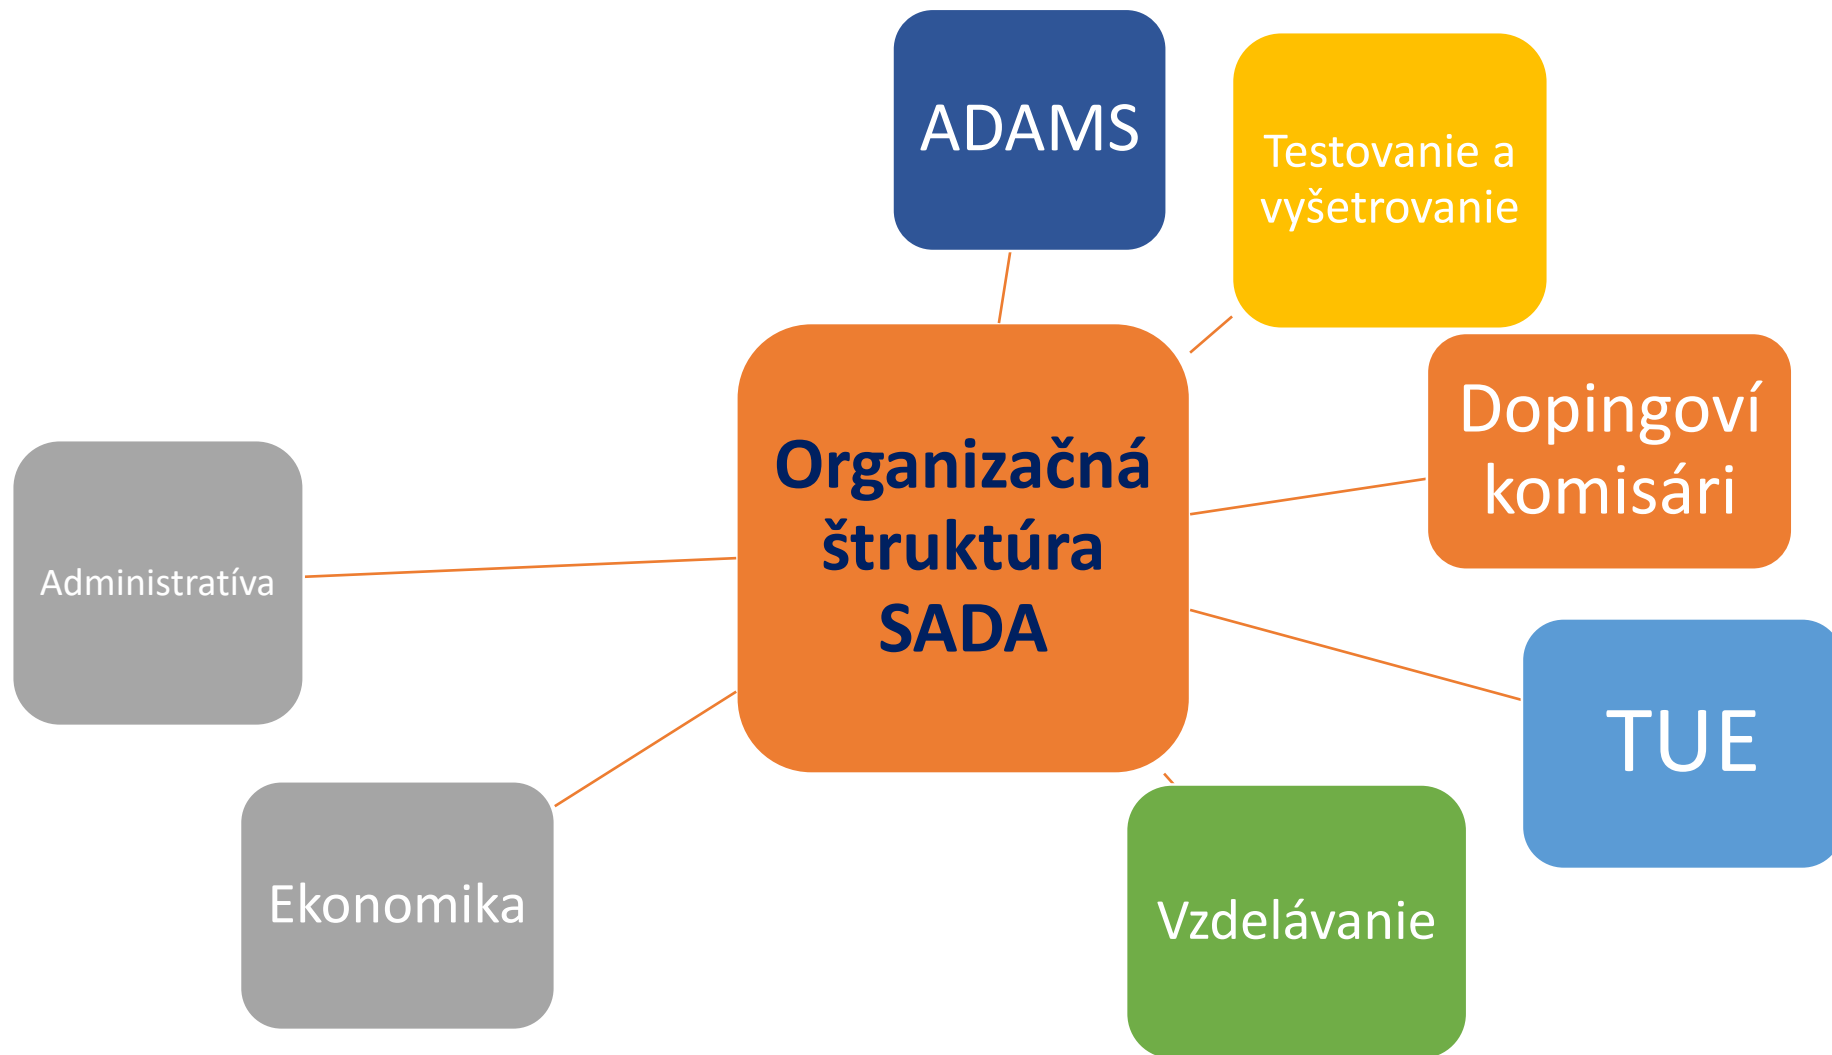 ADAMS
Testovanie a
vyšetrovanie
Dopingoví
komisári
Organizačná
štruktúra
SADA
Administratíva
TUE
Ekonomika
Vzdelávanie